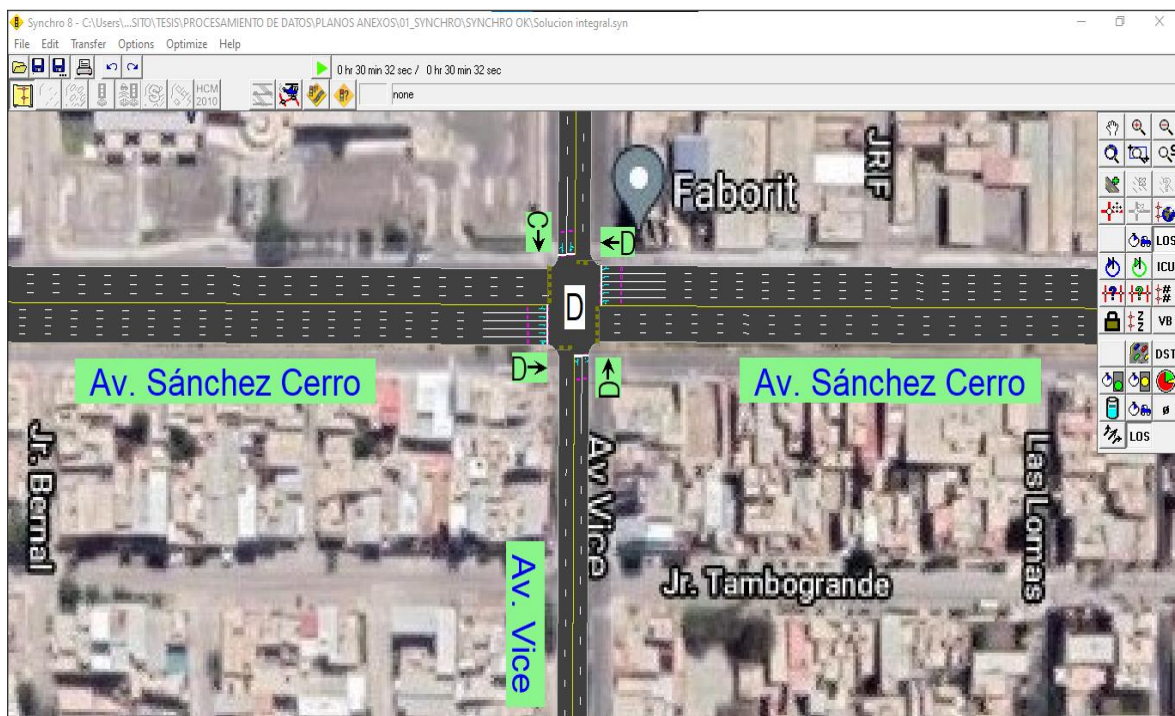 Synchro 8 - C:\Users\...SITO\TESIS\PROCESAMIENTO DE DATOS\PLANOS ANEXOS\01_SYNCHRO\SYNCHRO OK\Solucion integral.syn
File Edit Transfer Options Optimize Help
0 hr 30 min 32 sec / 0 hr 30 min 32 sec
HCM
2010
none
JRF
Faborit
C
D
LOS
ICU
D
#
#
Z
Z
VB
D
D
DST
Av. Sánchez Cerro
Av. Sánchez Cerro
ø
LOS
Jr. Bernal
Av Vice
Las Lomas
Av. Vice
Jr. Tambogrande